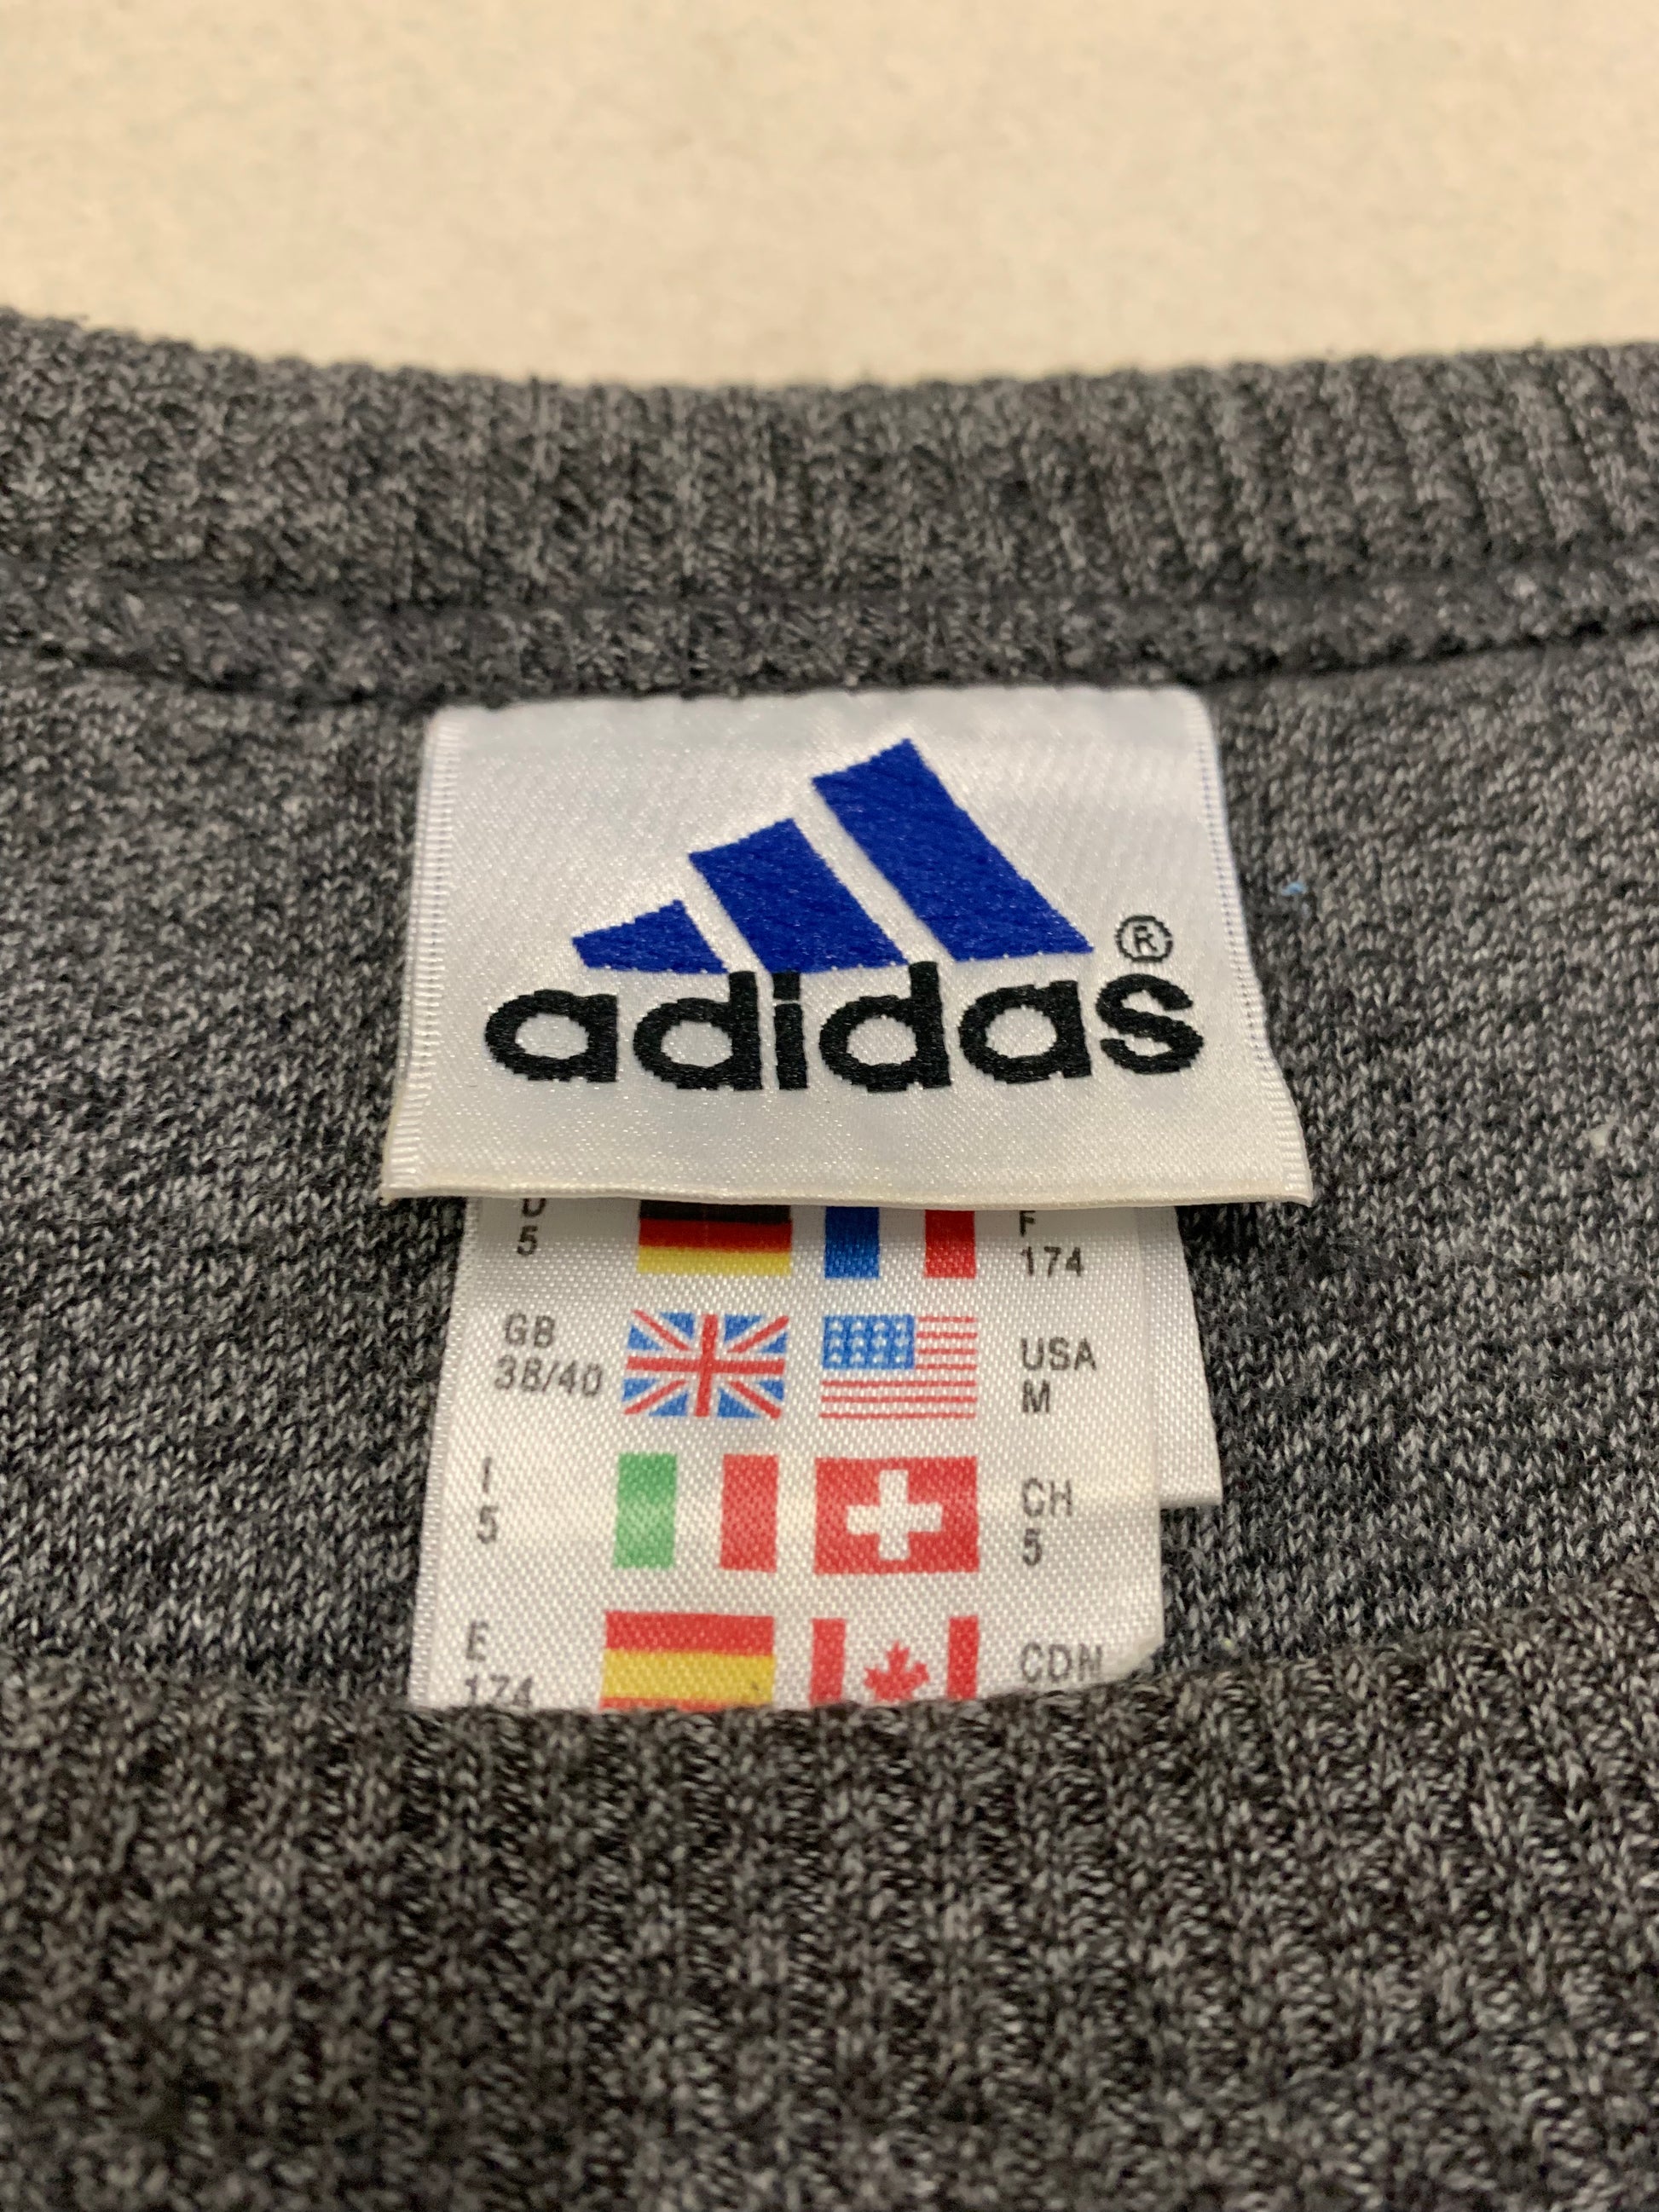 adidas®
D
5
F
174
GB
38/40
USA
M
I
5
CH
5
E
174
CDN